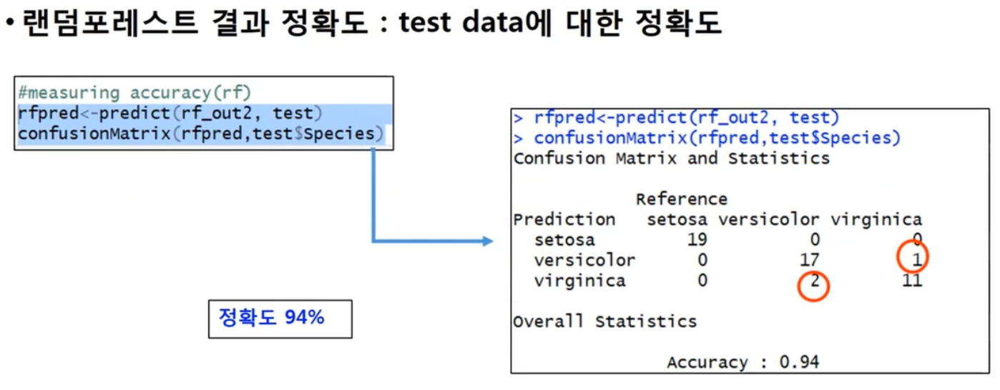 • 랜덤포레스트 결과 정확도 : test data에 대한 정확도
#measuring accuracy(rf)
rfpred<-predict(rf_out2, test)
confusionMatrix(rfpred,test$Species)
> rfpred<-predict(rf_out2, test)
> confusionMatrix(rfpred,test$Species)
Confusion Matrix and Statistics
Reference
Prediction setosa versicolor virginica
setosa 19 0 0
versicolor 0 17 1
virginica 0 2 11
Overall Statistics
Accuracy : 0.94
정확도 94%